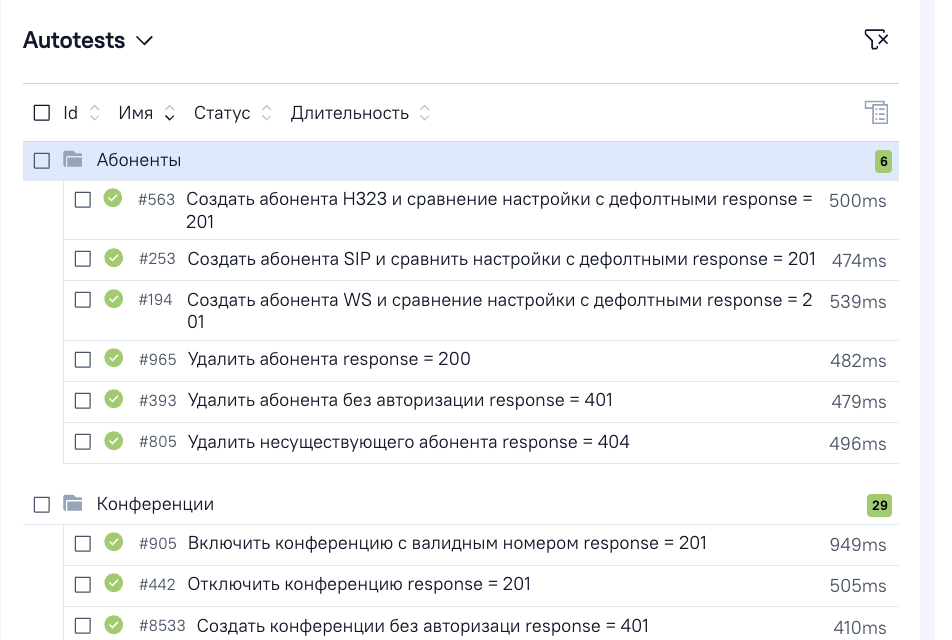 Autotests
Id Имя Статус Длительность
Абоненты 6
#563 Создать абонента H323 и сравнение настройки с дефолтными response = 500ms
201
#253 Создать абонента SIP и сравнить настройки с дефолтными response = 201 474ms
#194 Создать абонента WS и сравнение настройки с дефолтными response = 2 539ms
01
#965 Удалить абонента response = 200 482ms
#393 Удалить абонента без авторизации response = 401 479ms
#805 Удалить несуществующего абонента response = 404 496ms
Конференции 29
#905 Включить конференцию с валидным номером response = 201 949ms
#442 Отключить конференцию response = 201 505ms
#8533 Создать конференции без авторизаци response = 401 410ms